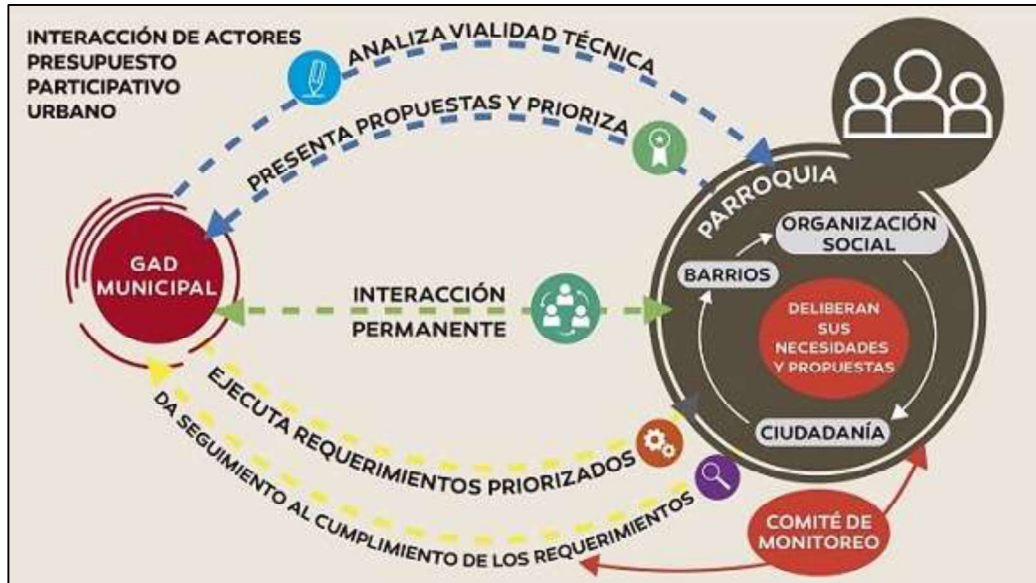 INTERACCIÓN DE ACTORES
PRESUPUESTO
PARTICIPATIVO
URBANO
ANALIZA VIALIDAD TÉCNICA
PRESENTA PROPUESTAS Y PRIORIZA
PARROQUIA
ORGANIZACIÓN
SOCIAL
BARRIOS
DELIBERAN
SUS
NECESIDADES
Y PROPUESTAS
CIUDADANÍA
GAD
MUNICIPAL
INTERACCIÓN
PERMANENTE
EJECUTA REQUERIMIENTOS PRIORIZADOS
DA SEGUIMIENTO AL CUMPLIMIENTO DE LOS REQUERIMIENTOS
COMITÉ DE
MONITOREO